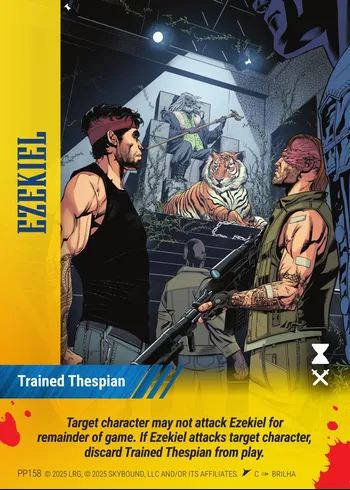 EZEKIEL
Trained Thespian
Target character may not attack Ezekiel for
remainder of game. If Ezekiel attacks target character,
discard Trained Thespian from play.
PP158 © 2025 LRG, © 2025 SKYBOUND, LLC AND/OR ITS AFFILIATES. C BRILHA